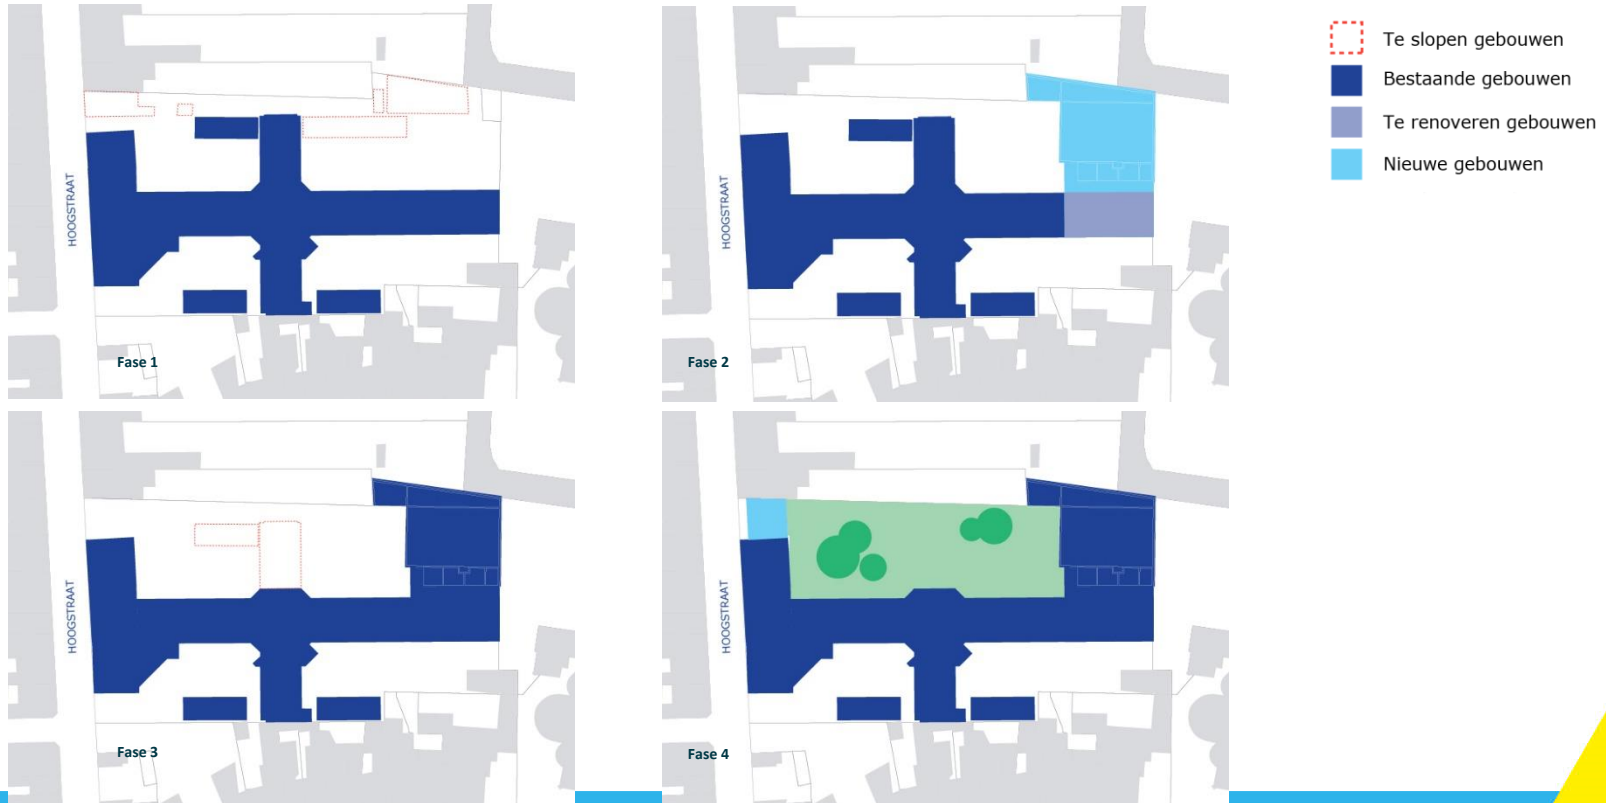 HOOGSTRAAT
Fase 1
HOOGSTRAAT
Fase 2
Te slopen gebouwen
Bestaande gebouwen
Te renoveren gebouwen
Nieuwe gebouwen
HOOGSTRAAT
Fase 3
HOOGSTRAAT
Fase 4